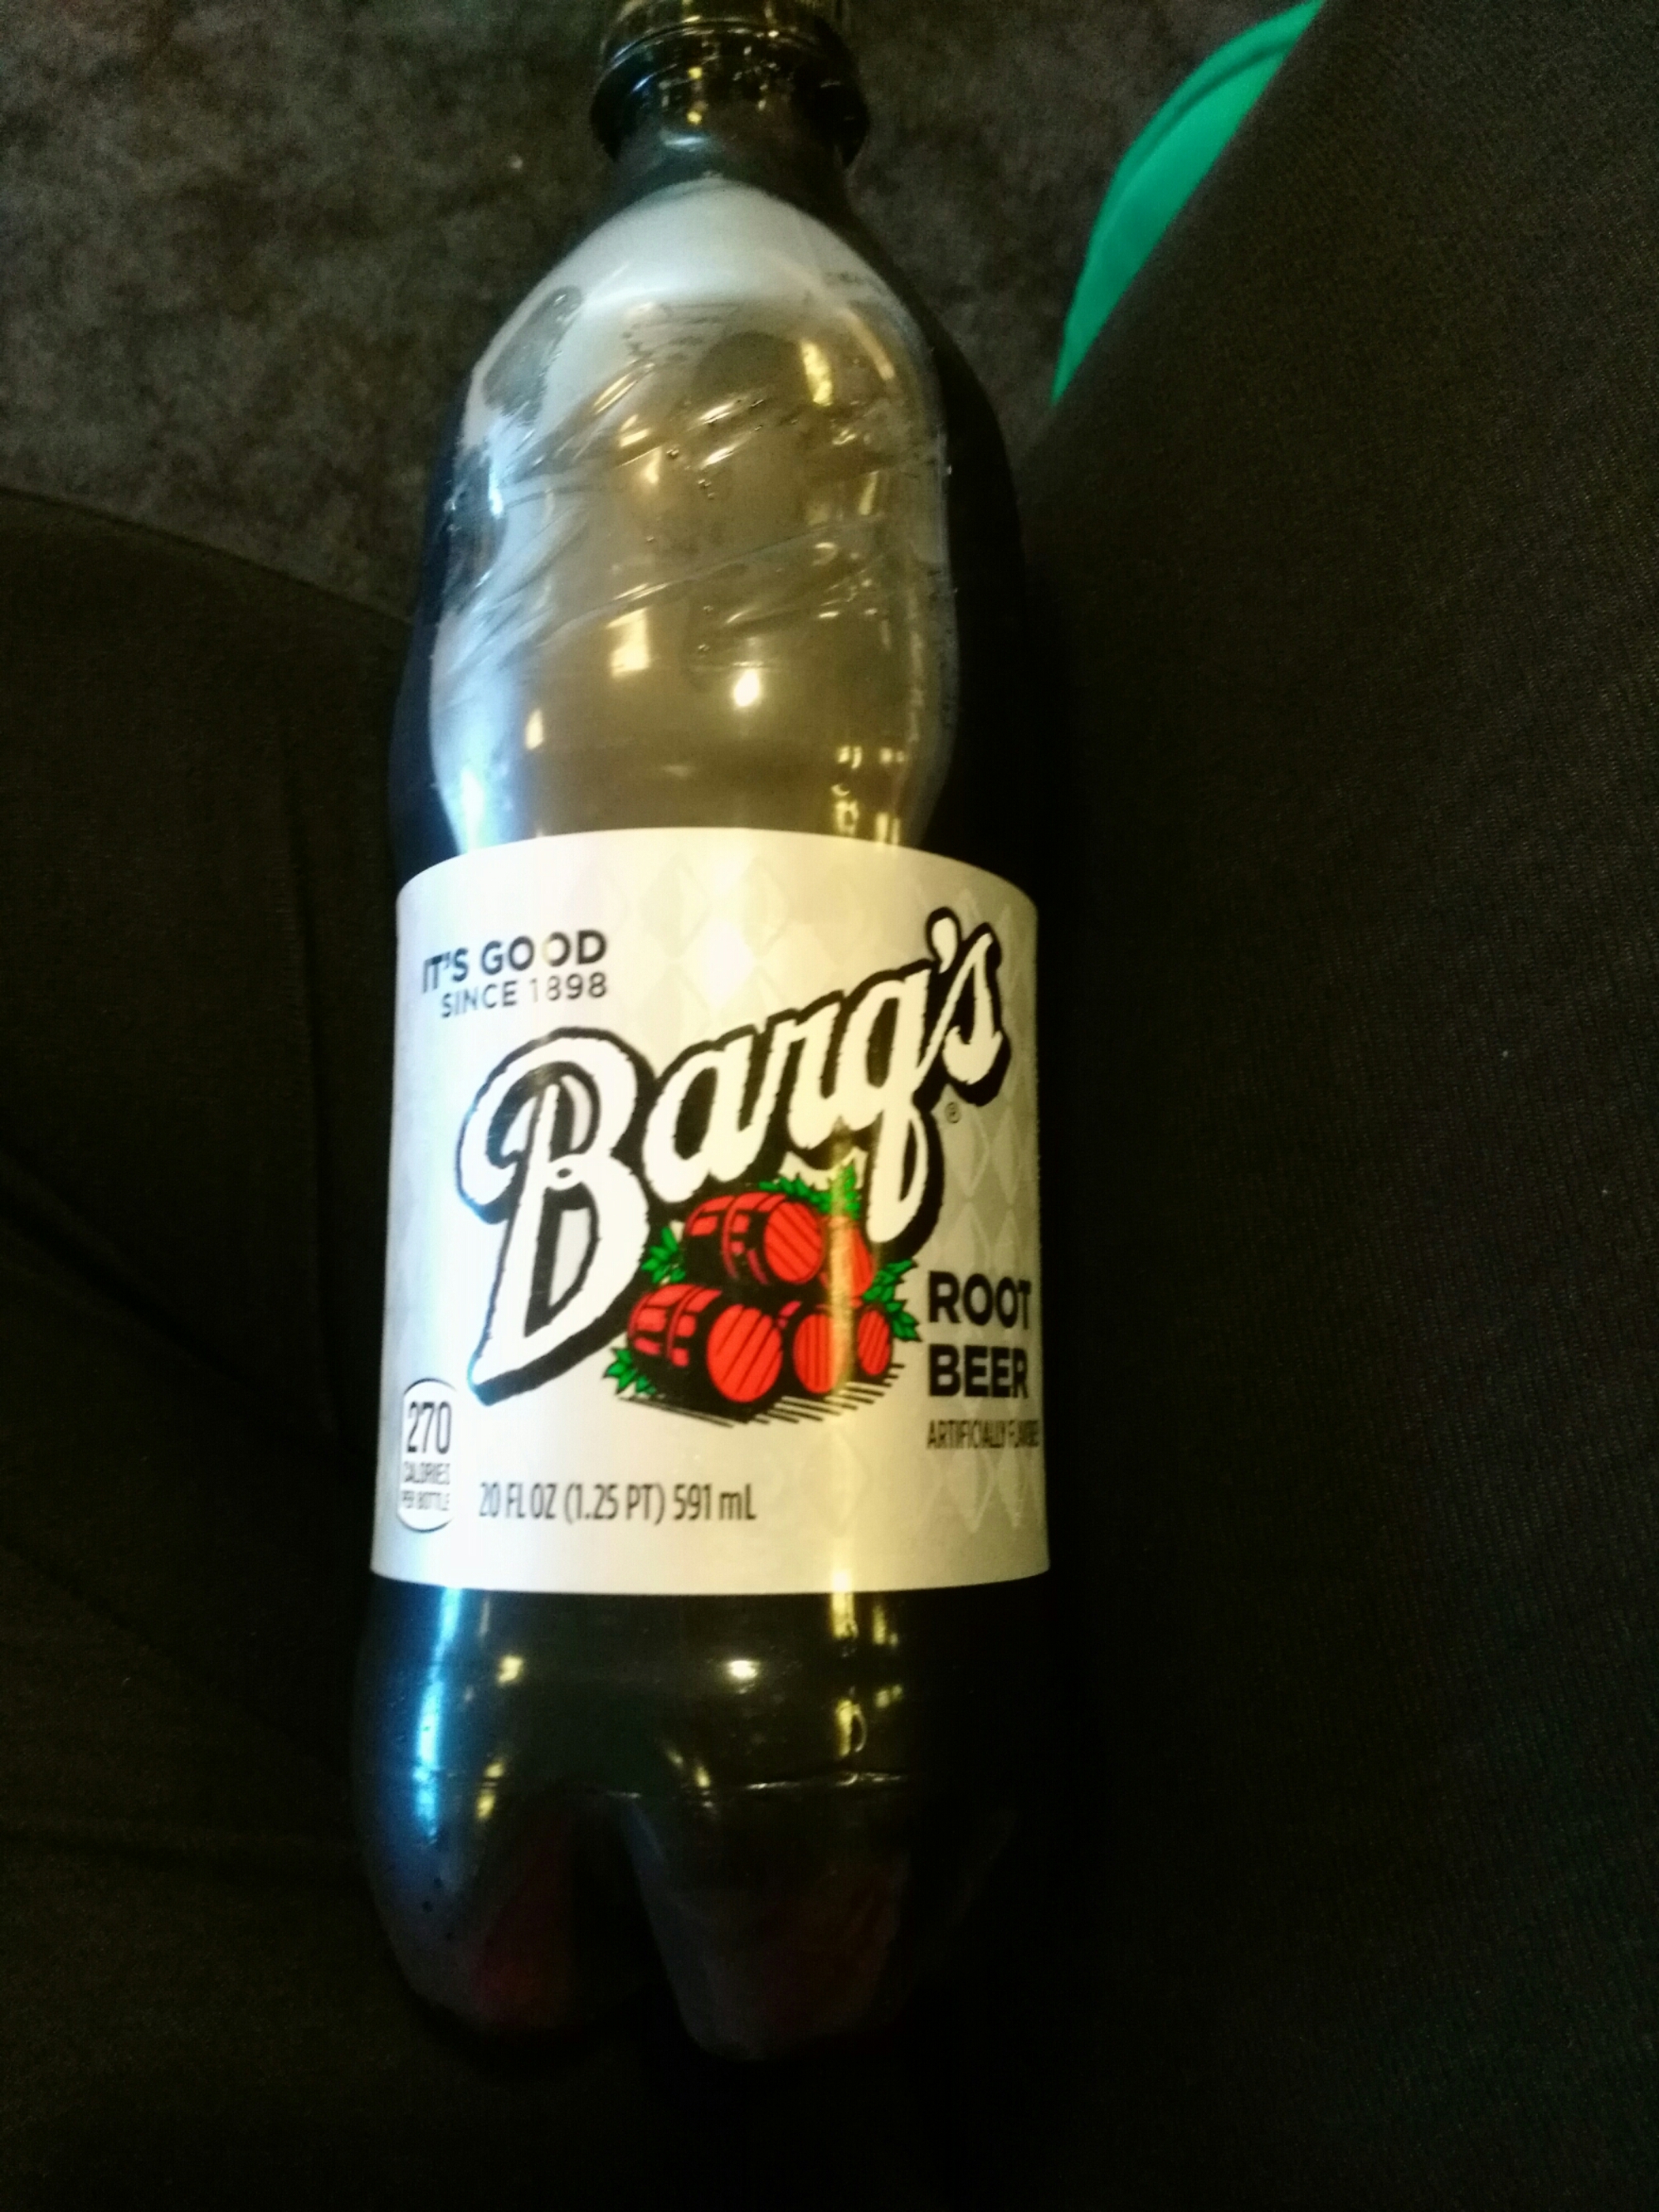 IT'S GOOD
SINCE 1898
Barq's
®
ROOT
BEER
ARTIFICIALLY
270
CALORIES
PER BOTTLE
20 FL OZ (1.25 PT) 591 mL